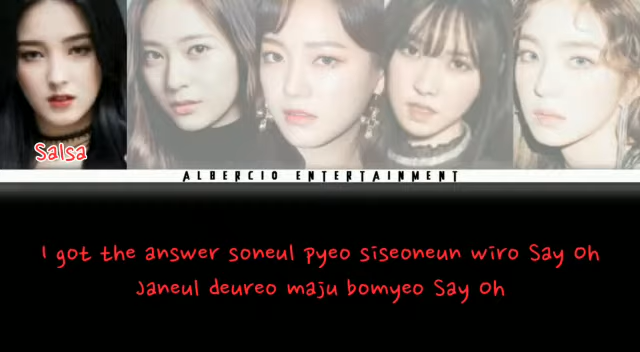 Salsa
ALBERCIO ENTERTAINMENT
I got the answer soneul pyeo siseoneun wiro Say Oh
Janeul deureo maju bomyeo Say Oh